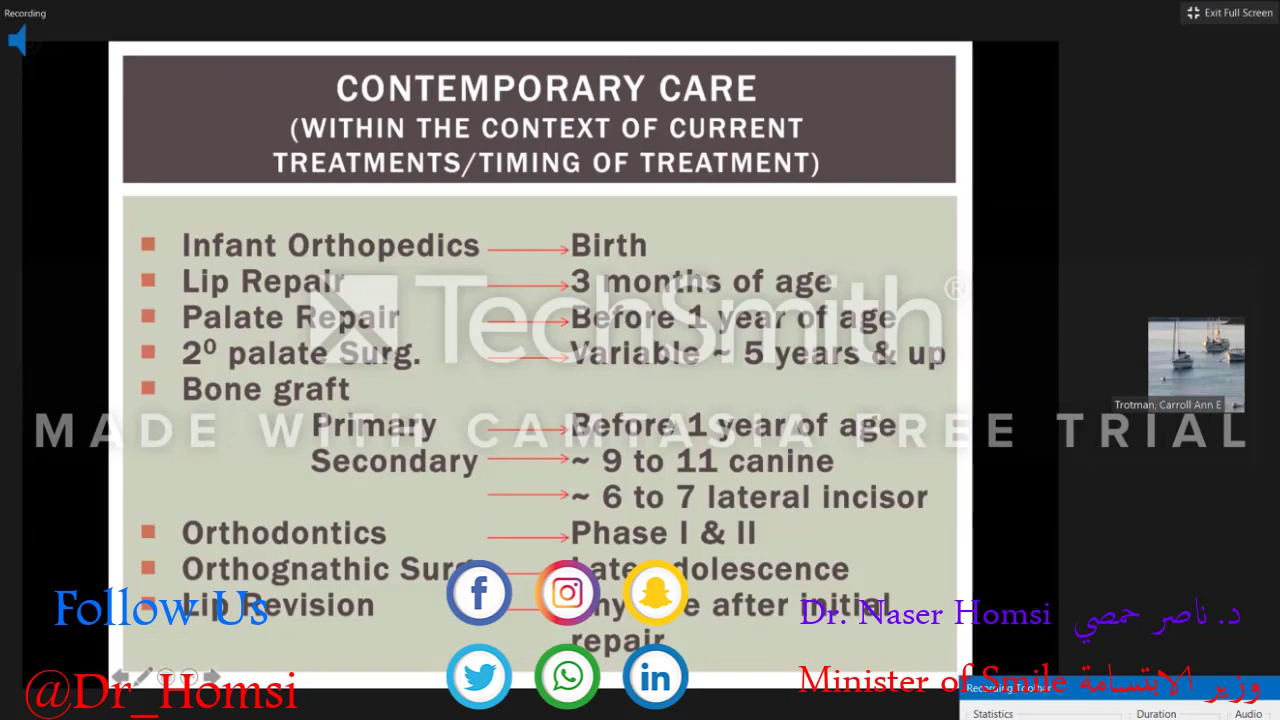 Recording
Exit Full Screen
CONTEMPORARY CARE
(WITHIN THE CONTEXT OF CURRENT
TREATMENTS/TIMING OF TREATMENT)
Infant Orthopedics Birth
Lip Repair 3 months of age
Palate Repair Before 1 year of age
2⁰ palate Surg. Variable ~ 5 years & up
Bone graft
Primary Before 1 year of age
Secondary ~ 9 to 11 canine
~ 6 to 7 lateral incisor
Orthodontics Phase I & II
Orthognathic Surg Late adolescence
Lip Revision after initial
repair
TechSmith®
MADE WITH CAMTASIA FREE TRIAL
Trotman, Carroll Ann E
Follow Us
@Dr_Homsi
Dr. Naser Homsi د. ناصر حمصي
Minister of Smile وزير الابتسامة
Recording Toolbar
Statistics Duration Audio